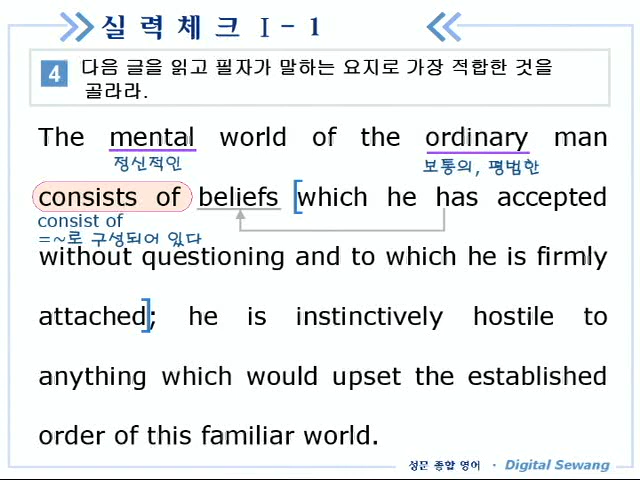 실 력 체 크 Ⅰ - 1
4 다음 글을 읽고 필자가 말하는 요지로 가장 적합한 것을
골라라.
The mental world of the ordinary man
정신적인 보통의, 평범한
consists of beliefs [which he has accepted
consist of
=~로 구성되어 있다
without questioning and to which he is firmly
attached]; he is instinctively hostile to
anything which would upset the established
order of this familiar world.
성문 종합 영어 · Digital Sewang